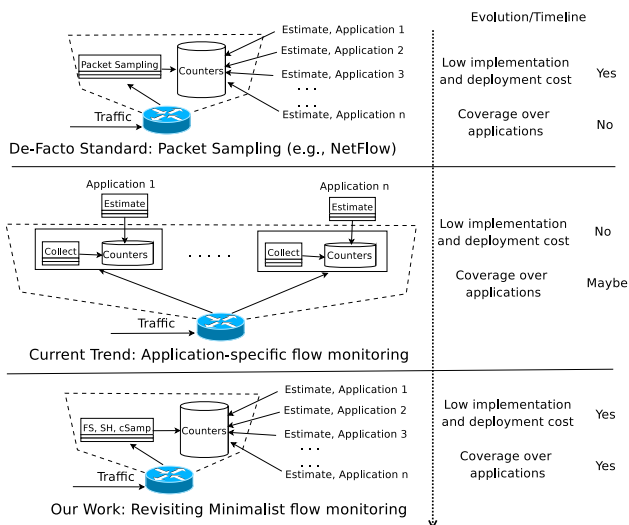 Evolution/Timeline
Estimate, Application 1
Estimate, Application 2
Estimate, Application 3
. . .
. . .
Estimate, Application n
Packet Sampling
Counters
Traffic
De-Facto Standard: Packet Sampling (e.g., NetFlow)
Low implementation
and deployment cost
Yes
Coverage over
applications
No
Application 1
Estimate
Collect
Counters
. . . . .
Application n
Estimate
Collect
Counters
Traffic
Current Trend: Application-specific flow monitoring
Low implementation
and deployment cost
No
Coverage over
applications
Maybe
Estimate, Application 1
Estimate, Application 2
Estimate, Application 3
. . .
. . .
Estimate, Application n
FS, SH, cSamp
Counters
Traffic
Our Work: Revisiting Minimalist flow monitoring
Low implementation
and deployment cost
Yes
Coverage over
applications
Yes